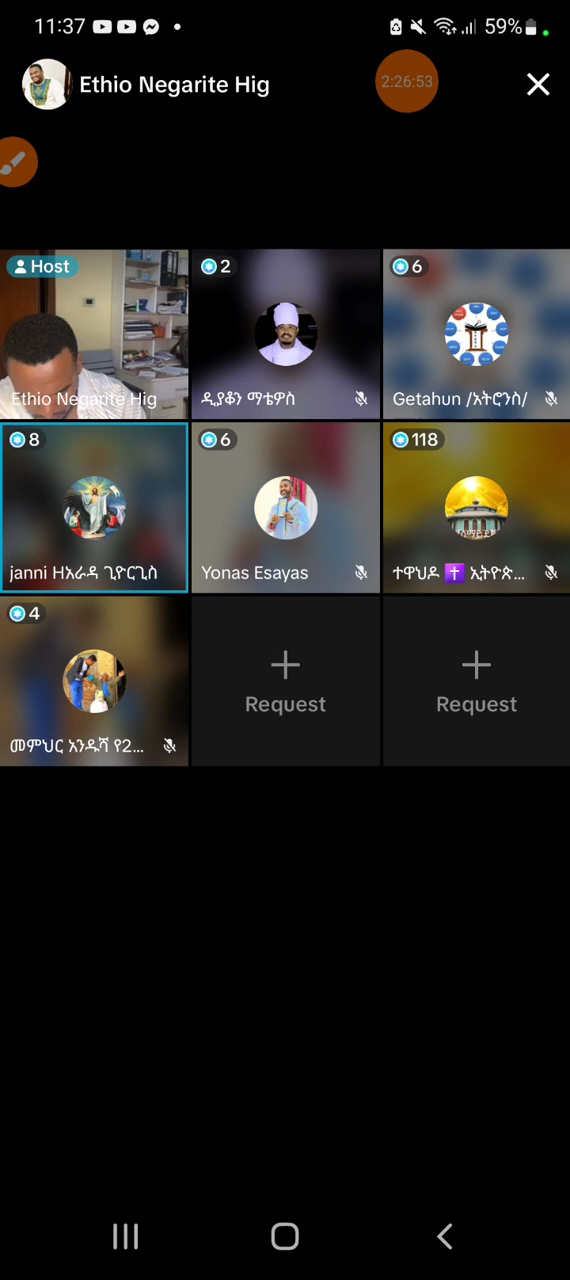 11:37
59%
Ethio Negarite Hig
2:26:53
Host
2
6
Ethio Negarite Hig
ዲያቆን ማቴዎስ
Getahun /አትሮንስ/
8
6
118
janni Hአራዳ ጊዮርጊስ
Yonas Esayas
ተዋህዶ ✝️ ኢትዮጵ...
4
መምህር አንዱሻ የ2...
Request
Request